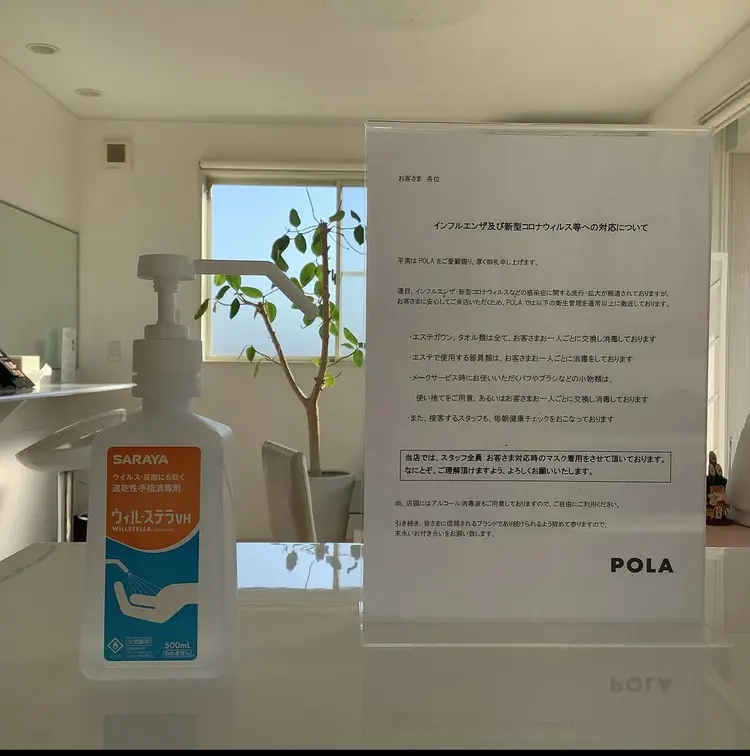 お客さま 各位
インフルエンザ及び新型コロナウィルス等への対応について
平素は POLA をご愛顧賜り、厚く御礼申し上げます。
連日、インフルエンザ・新型コロナウィルスなどの感染症に関する流行・拡大が報道されておりますが、
お客さまに安心してご来店いただくため、POLA では以下の衛生管理を通常以上に徹底しております。
・エステガウン、タオル類は全て、お客さまお一人ごとに交換し消毒しております
・エステで使用する器具類は、お客さまお一人ごとに消毒をしております
・メークサービス時にお使いいただくパフやブラシなどの小物類は、
使い捨てをご用意、あるいはお客さまお一人ごとに交換し消毒しております
・また、接客するスタッフも、毎朝健康チェックをおこなっております
当店では、スタッフ全員 お客さま対応時のマスク着用をさせて頂いております。
なにとぞ、ご理解頂けますよう、よろしくお願いいたします。
尚、店頭にはアルコール消毒液もご用意しておりますので、ご自由にご利用ください。
引き続き、皆さまに信頼されるブランドであり続けられるよう努めて参りますので、
末永いお付き合いをお願い致します。
POLA
SARAYA
ウイルス・真菌にも効く
速乾性手指消毒剤
ウィル・ステラVH
WILLSTELLA
500mL
のめません